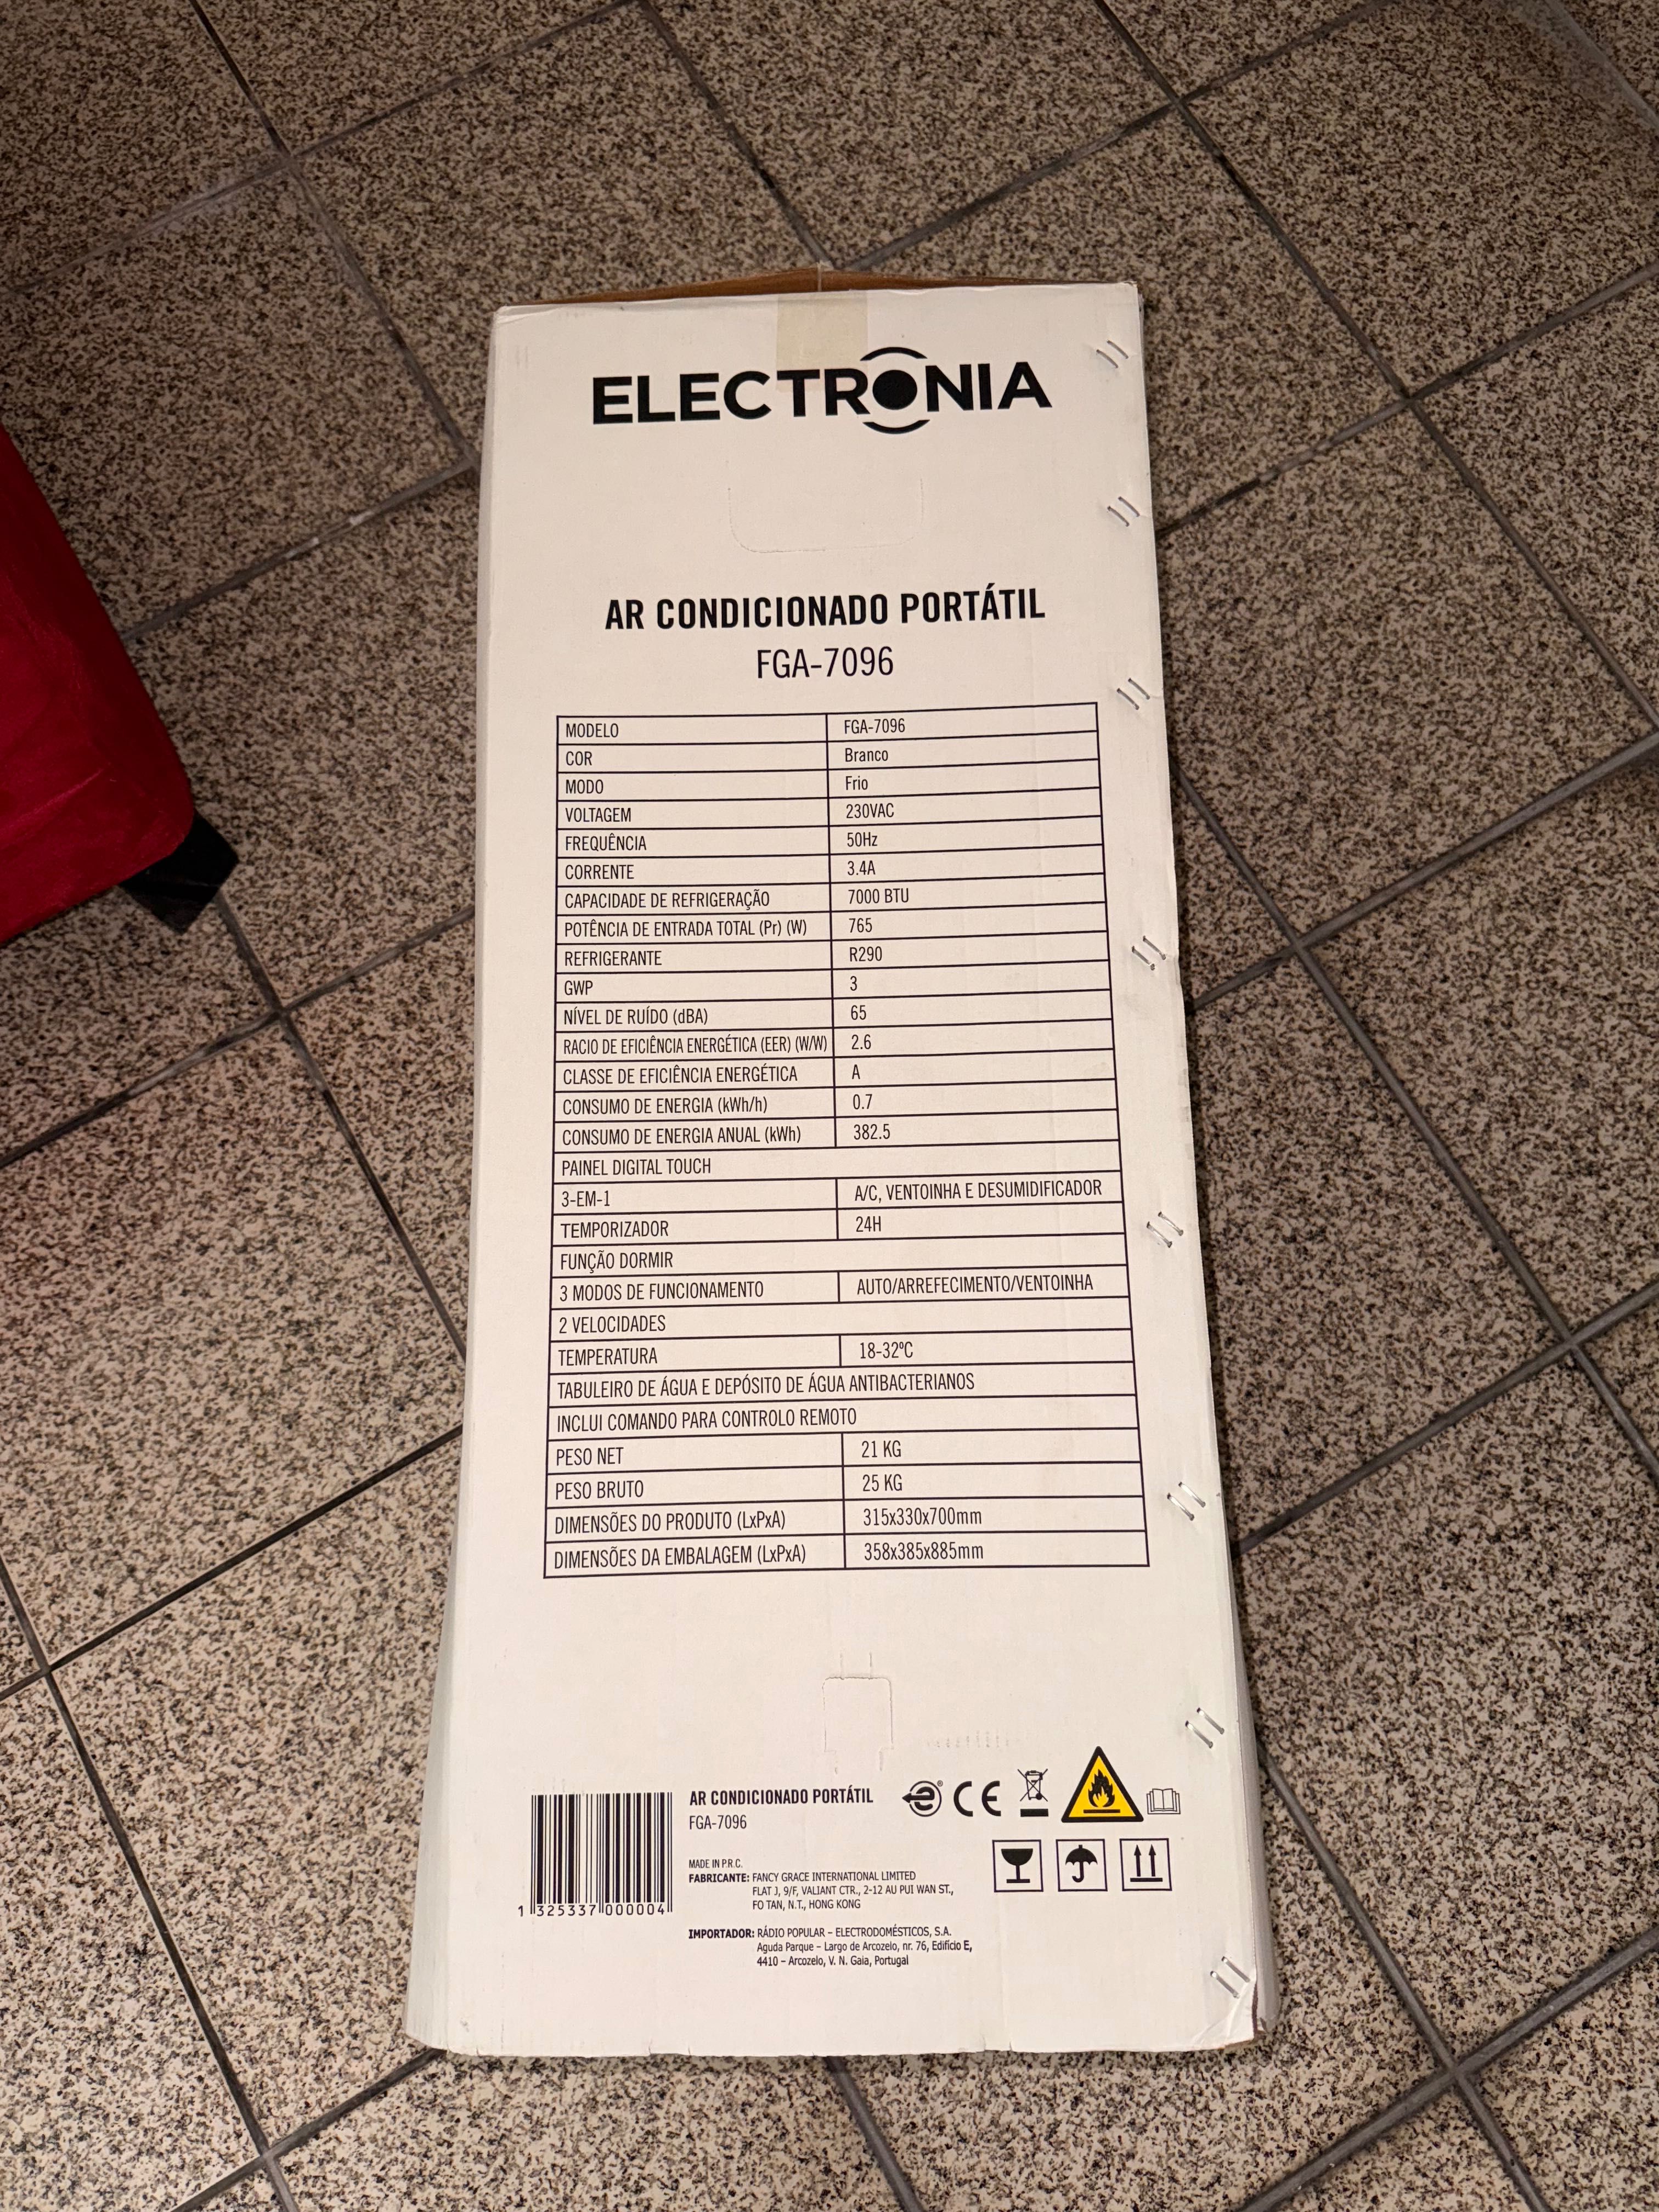 ELECTRONIA
AR CONDICIONADO PORTÁTIL
FGA-7096
MODELO FGA-7096
COR Branco
MODO Frio
VOLTAGEM 230VAC
FREQUÊNCIA 50Hz
CORRENTE 3.4A
CAPACIDADE DE REFRIGERAÇÃO 7000 BTU
POTÊNCIA DE ENTRADA TOTAL (Pr) (W) 765
REFRIGERANTE R290
GWP 3
NÍVEL DE RUÍDO (dBA) 65
RACIO DE EFICIÊNCIA ENERGÉTICA (EER) (W/W) 2.6
CLASSE DE EFICIÊNCIA ENERGÉTICA A
CONSUMO DE ENERGIA (kWh/h) 0.7
CONSUMO DE ENERGIA ANUAL (kWh) 382.5
PAINEL DIGITAL TOUCH
3-EM-1 A/C, VENTOINHA E DESUMIDIFICADOR
TEMPORIZADOR 24H
FUNÇÃO DORMIR
3 MODOS DE FUNCIONAMENTO AUTO/ARREFECIMENTO/VENTOINHA
2 VELOCIDADES
TEMPERATURA 18-32ºC
TABULEIRO DE ÁGUA E DEPÓSITO DE ÁGUA ANTIBACTERIANOS
INCLUI COMANDO PARA CONTROLO REMOTO
PESO NET 21 KG
PESO BRUTO 25 KG
DIMENSÕES DO PRODUTO (LxPxA) 315x330x700mm
DIMENSÕES DA EMBALAGEM (LxPxA) 358x385x885mm
AR CONDICIONADO PORTÁTIL
FGA-7096
CE
MADE IN P.R.C.
FABRICANTE: FANCY GRACE INTERNATIONAL LIMITED
FLAT J, 9/F, VALIANT CTR., 2-12 AU PUI WAN ST.,
FO TAN, N.T., HONG KONG
1 325337 000004
IMPORTADOR: RÁDIO POPULAR – ELECTRODOMÉSTICOS, S.A.
Aguda Parque – Largo de Arcozelo, nr. 76, Edifício E,
4410 – Arcozelo, V. N. Gaia, Portugal